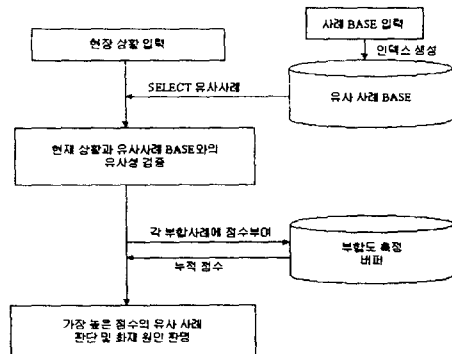 사례 BASE 입력
현장 상황 입력
인덱스 생성
SELECT 유사사례
유사 사례 BASE
현재 상황과 유사사례 BASE와의
유사성 검증
각 부합사례에 점수부여
누적 점수
부합도 측정
버퍼
가장 높은 점수의 유사 사례
판단 및 화재 원인 판명